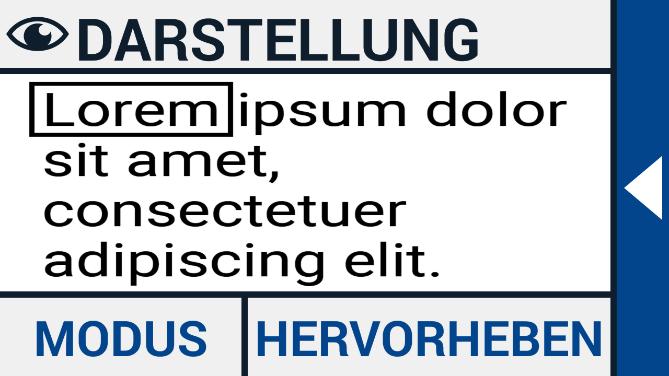 DARSTELLUNG
Lorem ipsum dolor
sit amet,
consectetuer
adipiscing elit.
MODUS
HERVORHEBEN